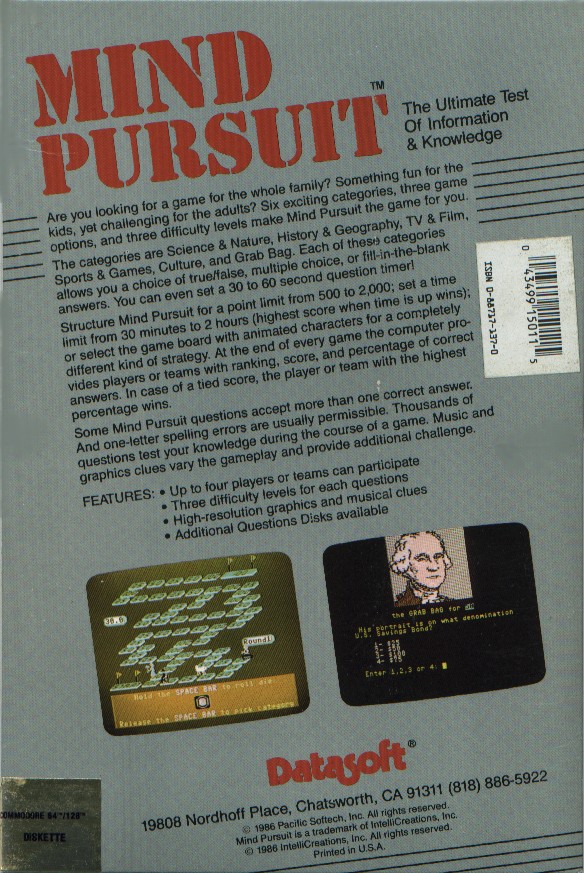 MIND
PURSUIT™
The Ultimate Test
Of Information
& Knowledge
Are you looking for a game for the whole family? Something fun for the
kids, yet challenging for the adults? Six exciting categories, three game
options, and three difficulty levels make Mind Pursuit the game for you.
The categories are Science & Nature, History & Geography, TV & Film,
Sports & Games, Culture, and Grab Bag. Each of these categories
allows you a choice of true/false, multiple choice, or fill-in-the-blank
answers. You can even set a 30 to 60 second question timer!
Structure Mind Pursuit for a point limit from 500 to 2,000; set a time
limit from 30 minutes to 2 hours (highest score when time is up wins);
or select the game board with animated characters for a completely
different kind of strategy. At the end of every game the computer pro-
vides players or teams with ranking, score, and percentage of correct
answers. In case of a tied score, the player or team with the highest
percentage wins.
Some Mind Pursuit questions accept more than one correct answer.
And one-letter spelling errors are usually permissible. Thousands of
questions test your knowledge during the course of a game. Music and
graphics clues vary the gameplay and provide additional challenge.
FEATURES: • Up to four players or teams can participate
• Three difficulty levels for each questions
• High-resolution graphics and musical clues
• Additional Questions Disks available
ISBN 0-88717-137-0
0 43499 15011 5
30.0
Round1
Hold the SPACE BAR to roll die
Release the SPACE BAR to pick category
the GRAB BAG for
His portrait is on what denomination
U.S. Savings Bond?
Enter 1,2,3 or 4:
Datasoft®
19808 Nordhoff Place, Chatsworth, CA 91311 (818) 886-5922
© 1986 Pacific Softech, Inc. All rights reserved.
Mind Pursuit is a trademark of IntelliCreations, Inc.
© 1986 IntelliCreations, Inc. All rights reserved.
Printed in U.S.A.
COMMODORE 64™/128™
DISKETTE